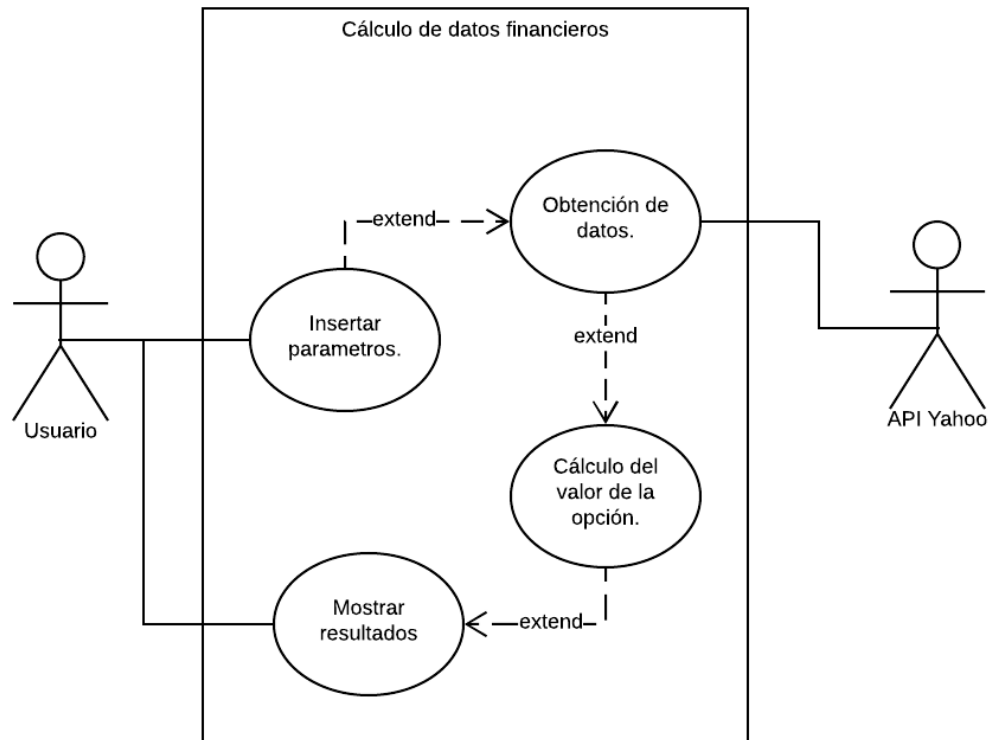 Cálculo de datos financieros
Obtención de
datos.
extend
Insertar
parametros.
extend
Usuario
API Yahoo
Cálculo del
valor de la
opción.
Mostrar
resultados
extend